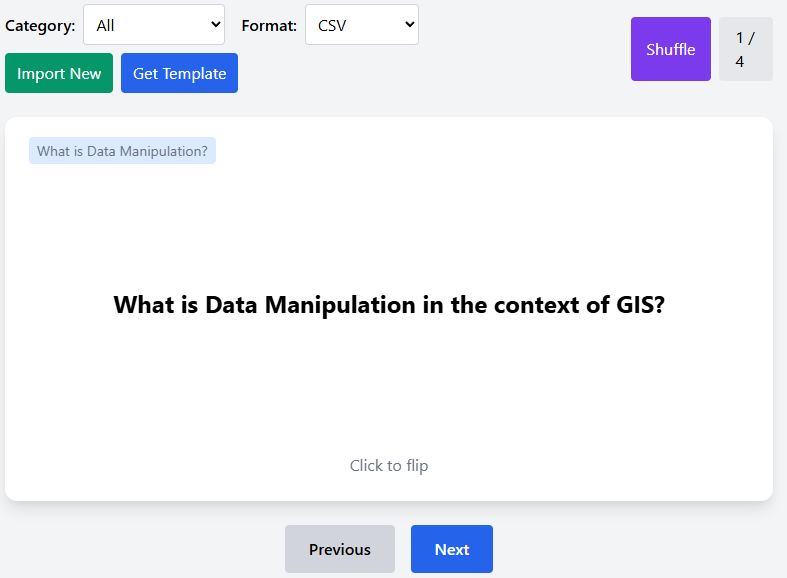 Category: All Format: CSV
Shuffle
1 /
4
Import New Get Template
What is Data Manipulation?
What is Data Manipulation in the context of GIS?
Click to flip
Previous Next